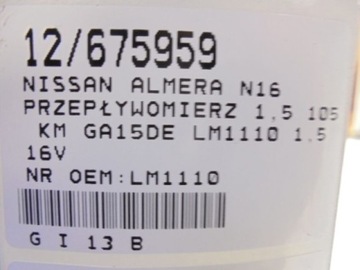 12/675959
NISSAN ALMERA N16
PRZEPŁYWOMIERZ 1,5 105
KM GA15DE LM1110 1.5
16V
NR OEM:LM1110
G I 13 B